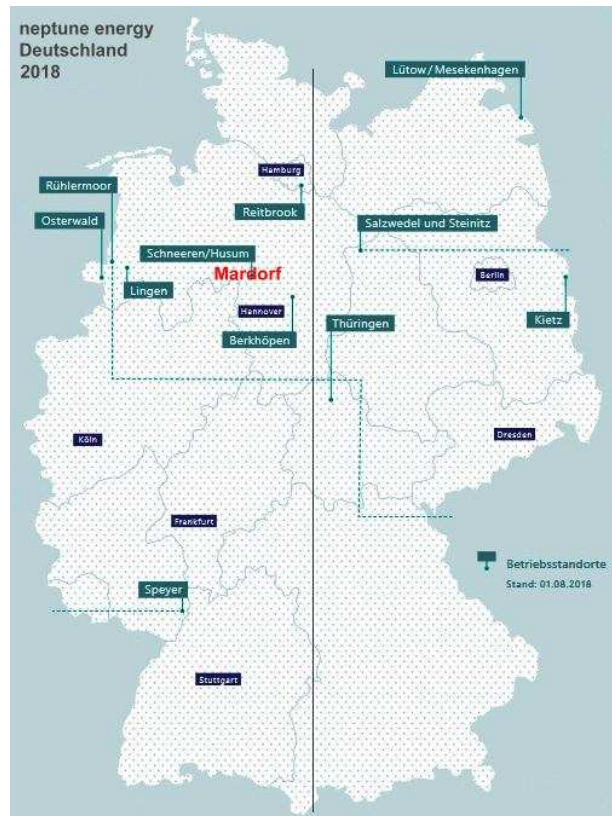 neptune energy
Deutschland
2018
Lütow / Mesekenhagen
Hamburg
Rühlermoor
Reitbrook
Osterwald
Salzwedel und Steinitz
Schneeren/Husum
Mardorf
Berlin
Lingen
Hannover
Kietz
Thüringen
Berkhöpen
Dresden
Köln
Frankfurt
Betriebsstandorte
Stand: 01.08.2018
Speyer
Stuttgart